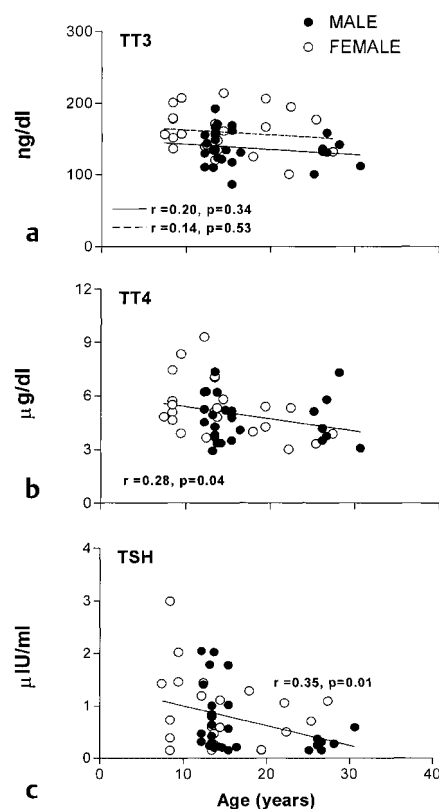 TT3
MALE
FEMALE
300
200
100
0
ng/dl
r =0.20, p=0.34
r =0.14, p=0.53
a
TT4
12
9
6
3
0
μg/dl
r =0.28, p=0.04
b
TSH
4
3
2
1
0
μIU/ml
r =0.35, p=0.01
0
10
20
30
40
c
Age (years)